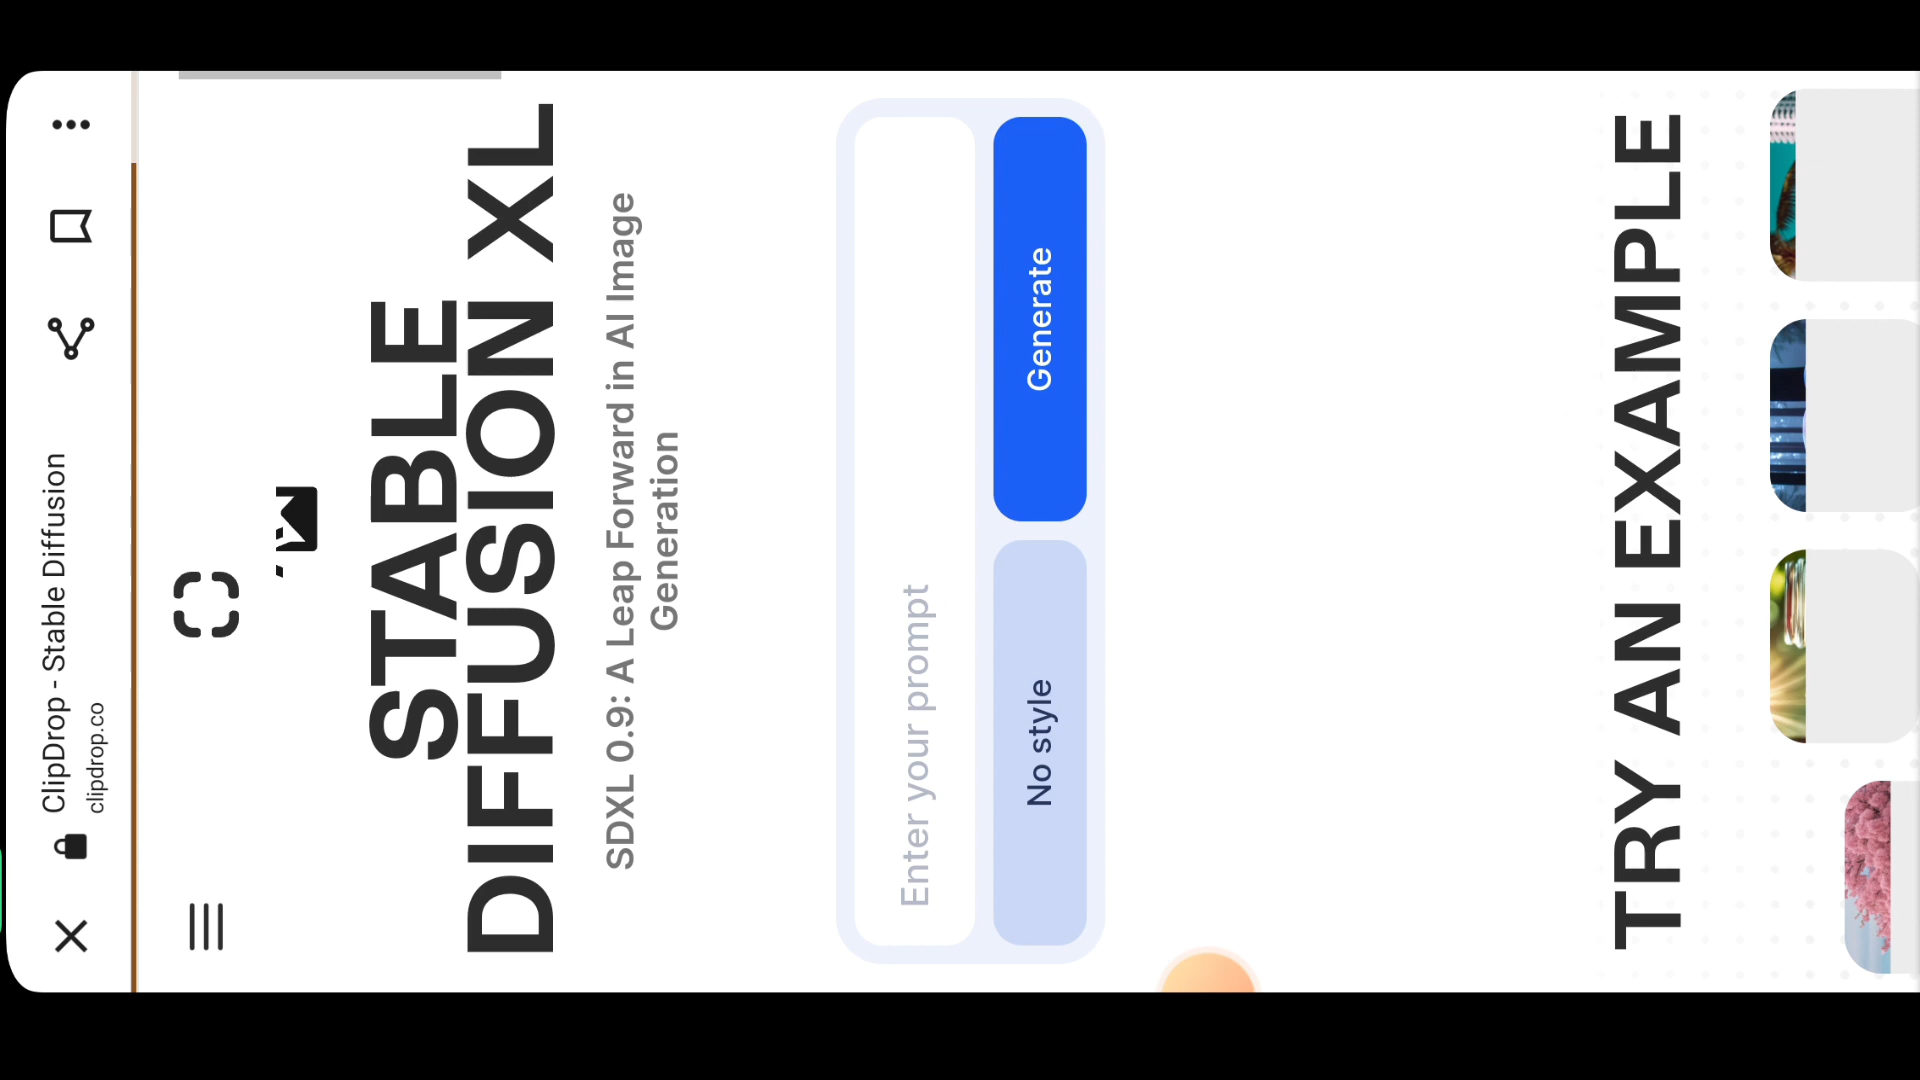 ClipDrop - Stable Diffusion
clipdrop.co
STABLE
DIFFUSION XL
SDXL 0.9: A Leap Forward in AI Image
Generation
Enter your prompt
No style
Generate
TRY AN EXAMPLE